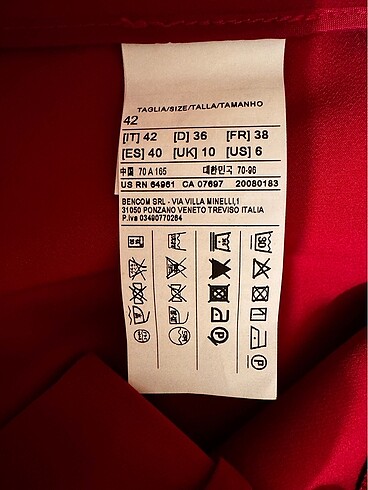 TAGLIA/SIZE/TALLA/TAMANHO
42
[IT] 42 [D] 36 [FR] 38
[ES] 40 [UK] 10 [US] 6
中国 70 A 165 대한민국 70-96
US RN 64961 CA 07697 20080183
BENCOM SRL - VIA VILLA MINELLI,1
31050 PONZANO VENETO TREVISO ITALIA
P.Iva 03490770264